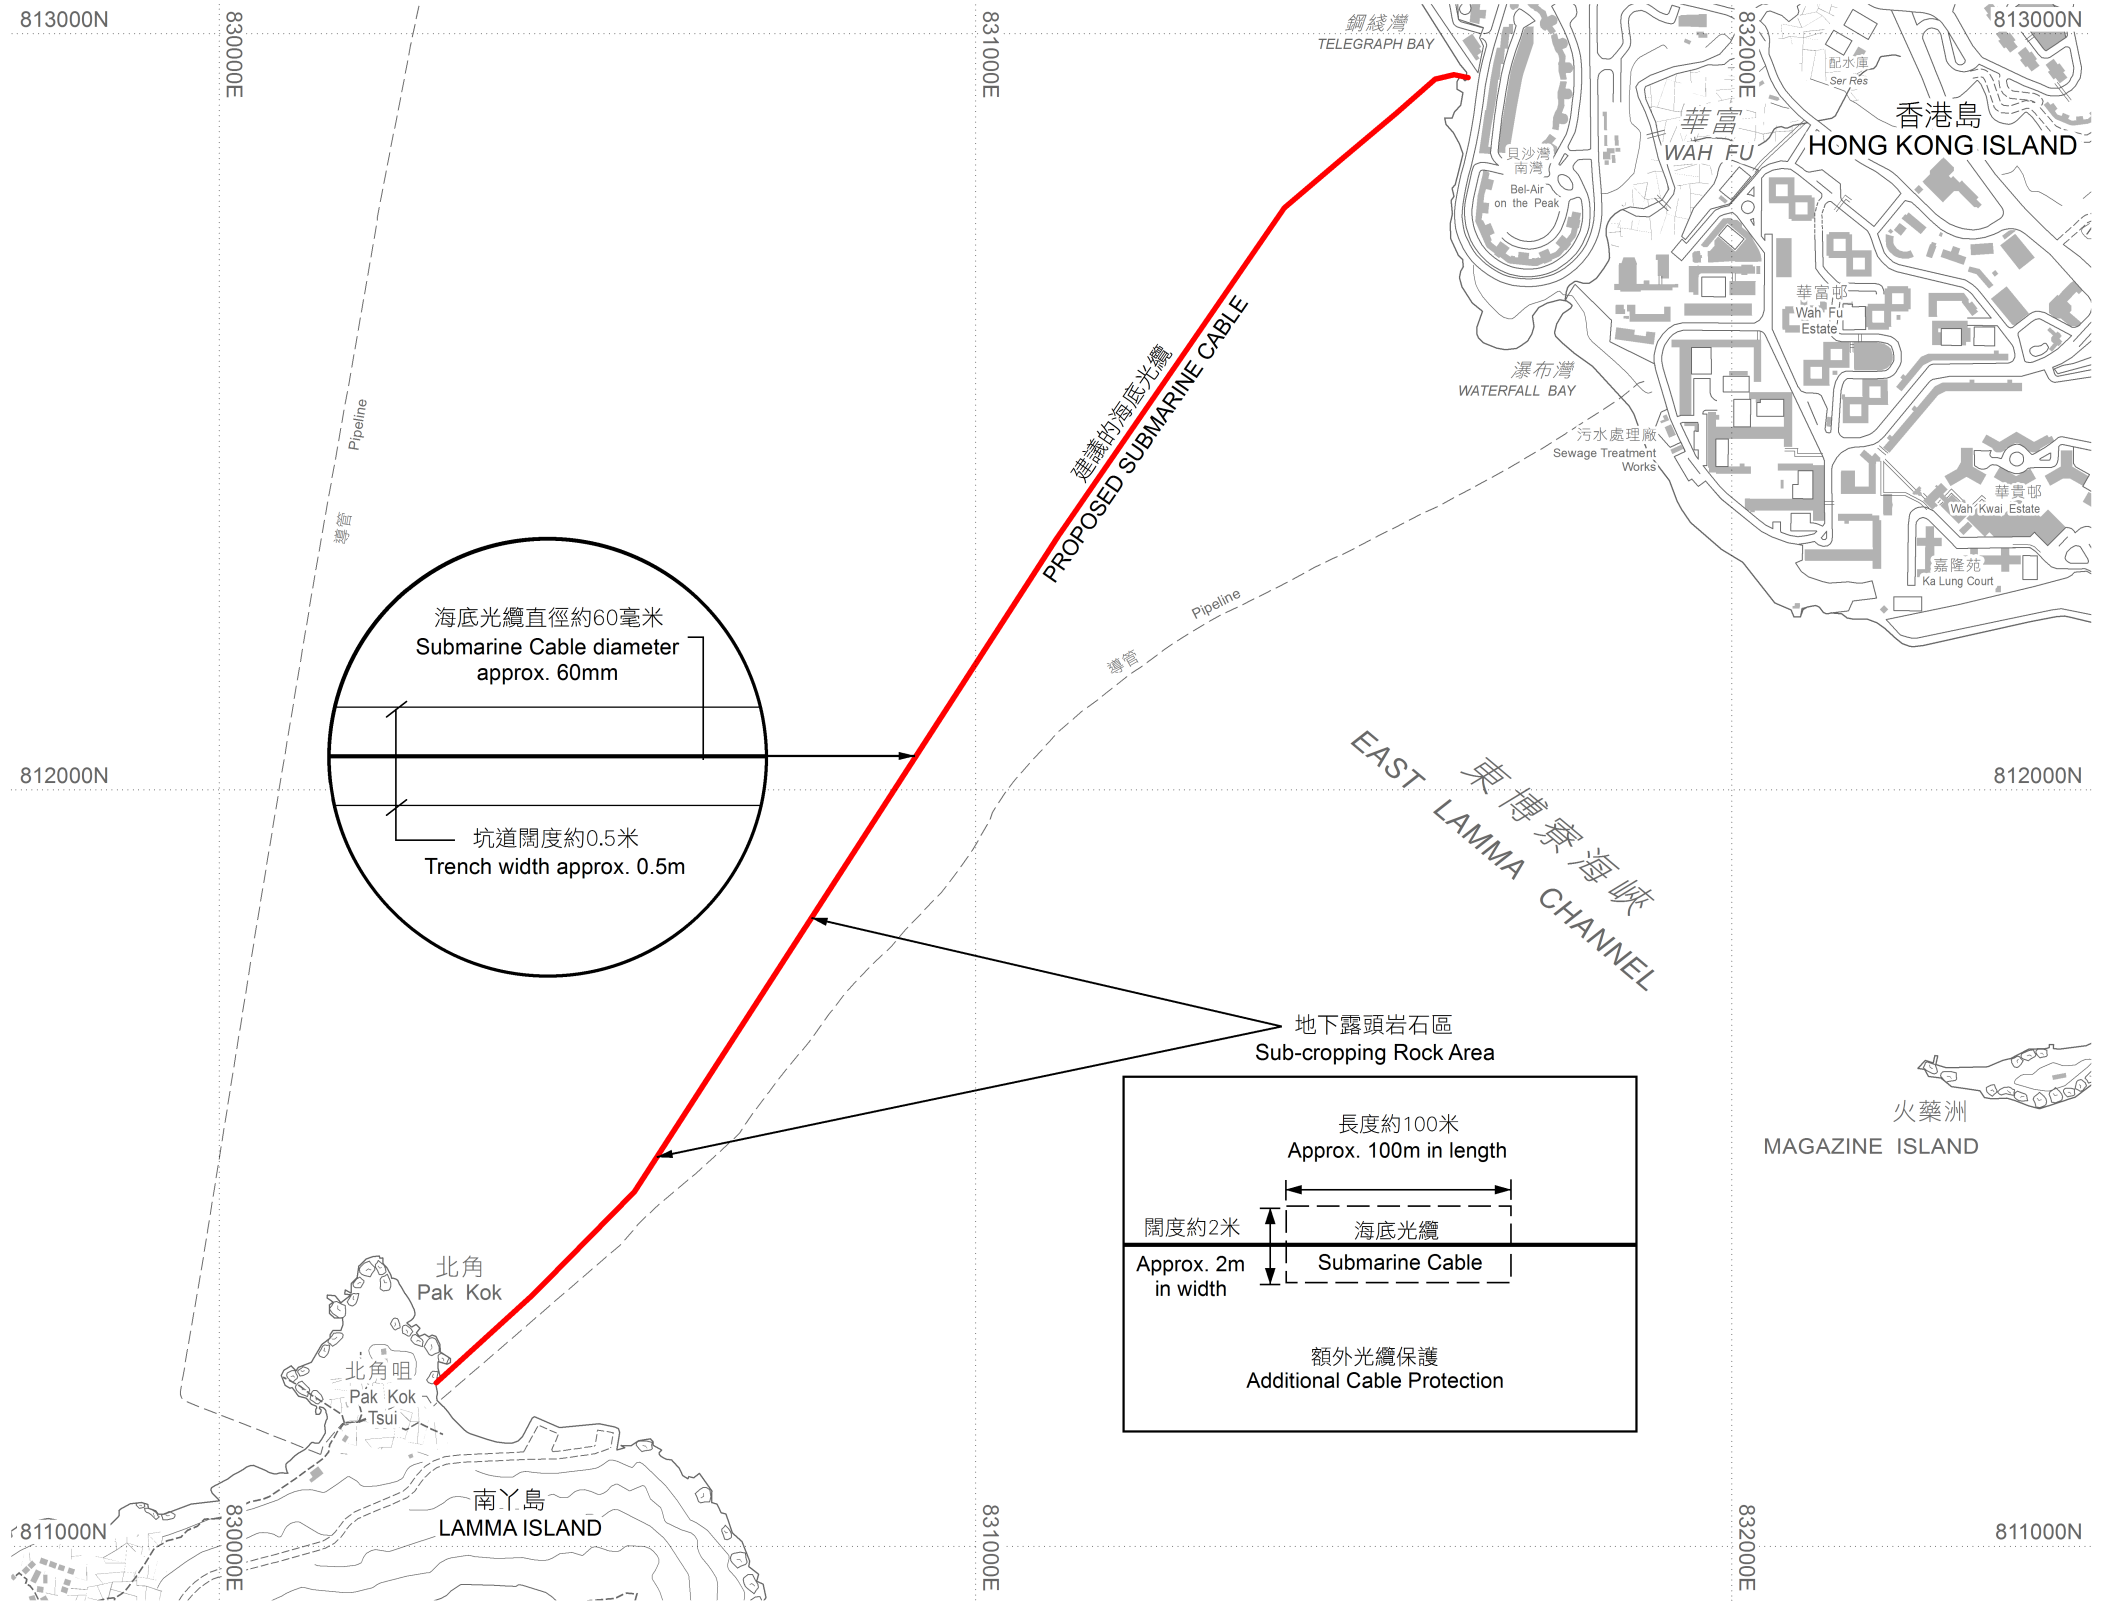 813000N
830000E
831000E
鋼綫灣
TELEGRAPH BAY
832000E
813000N
配水庫
Ser Res
香港島
HONG KONG ISLAND
華富
WAH FU
貝沙灣
南灣
Bel-Air
on the Peak
華富邨
Wah Fu
Estate
瀑布灣
WATERFALL BAY
污水處理廠
Sewage Treatment
Works
華貴邨
Wah Kwai Estate
嘉隆苑
Ka Lung Court
建議的海底光纜
PROPOSED SUBMARINE CABLE
Pipeline
導管
Pipeline
導管
海底光纜直徑約60毫米
Submarine Cable diameter
approx. 60mm
坑道闊度約0.5米
Trench width approx. 0.5m
812000N
812000N
東博寮海峽
EAST LAMMA CHANNEL
地下露頭岩石區
Sub-cropping Rock Area
長度約100米
Approx. 100m in length
闊度約2米
Approx. 2m
in width
海底光纜
Submarine Cable
額外光纜保護
Additional Cable Protection
火藥洲
MAGAZINE ISLAND
北角
Pak Kok
北角咀
Pak Kok
Tsui
南丫島
LAMMA ISLAND
811000N
830000E
831000E
832000E
811000N